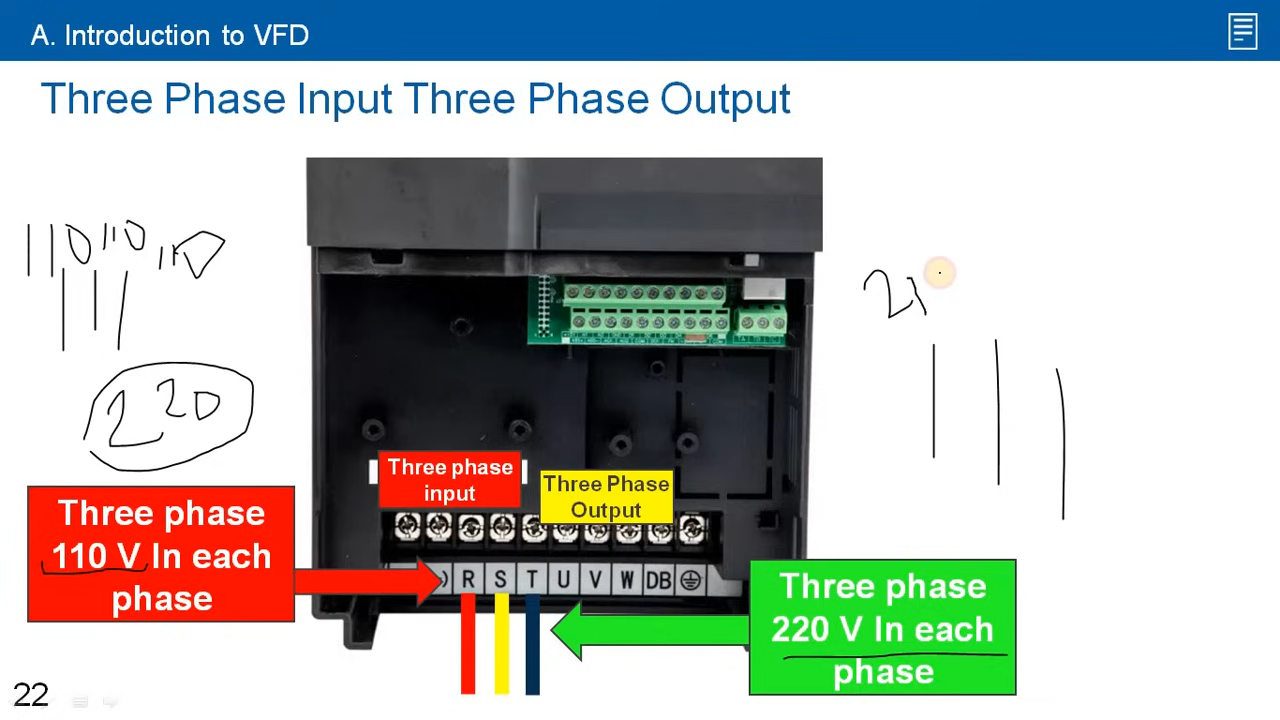 A. Introduction to VFD
Three Phase Input Three Phase Output
110 110 110
220
Three phase
input
Three Phase
Output
Three phase
110 V In each
phase
) R S T U V W DB
Three phase
220 V In each
phase
22